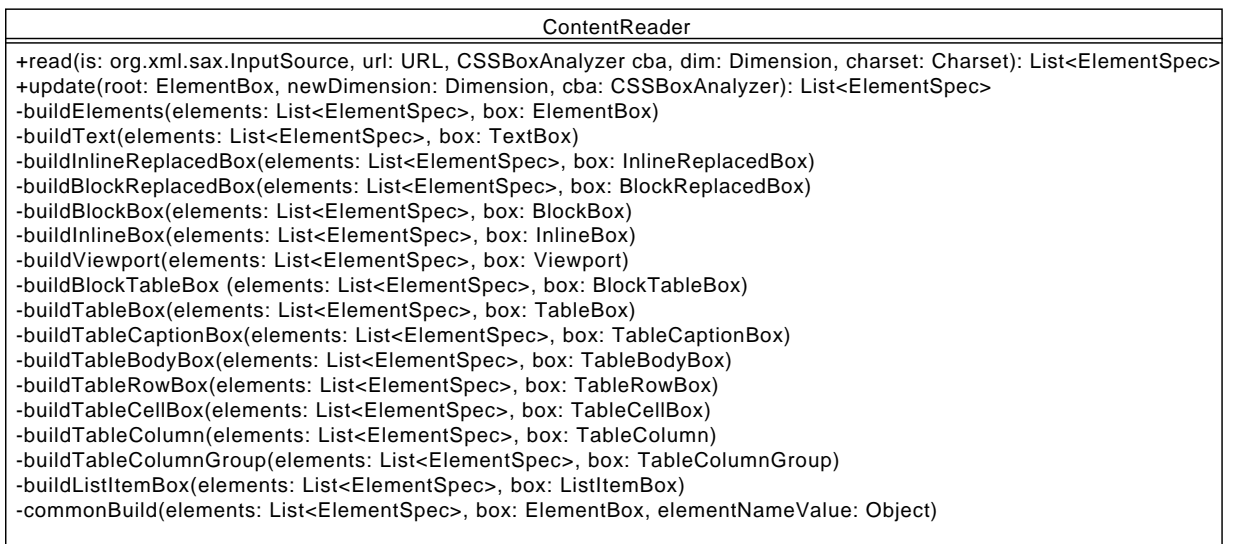 ContentReader
+read(is: org.xml.sax.InputSource, url: URL, CSSBoxAnalyzer cba, dim: Dimension, charset: Charset): List<ElementSpec>
+update(root: ElementBox, newDimension: Dimension, cba: CSSBoxAnalyzer): List<ElementSpec>
-buildElements(elements: List<ElementSpec>, box: ElementBox)
-buildText(elements: List<ElementSpec>, box: TextBox)
-buildInlineReplacedBox(elements: List<ElementSpec>, box: InlineReplacedBox)
-buildBlockReplacedBox(elements: List<ElementSpec>, box: BlockReplacedBox)
-buildBlockBox(elements: List<ElementSpec>, box: BlockBox)
-buildInlineBox(elements: List<ElementSpec>, box: InlineBox)
-buildViewport(elements: List<ElementSpec>, box: Viewport)
-buildBlockTableBox (elements: List<ElementSpec>, box: BlockTableBox)
-buildTableBox(elements: List<ElementSpec>, box: TableBox)
-buildTableCaptionBox(elements: List<ElementSpec>, box: TableCaptionBox)
-buildTableBodyBox(elements: List<ElementSpec>, box: TableBodyBox)
-buildTableRowBox(elements: List<ElementSpec>, box: TableRowBox)
-buildTableCellBox(elements: List<ElementSpec>, box: TableCellBox)
-buildTableColumn(elements: List<ElementSpec>, box: TableColumn)
-buildTableColumnGroup(elements: List<ElementSpec>, box: TableColumnGroup)
-buildListItemBox(elements: List<ElementSpec>, box: ListItemBox)
-commonBuild(elements: List<ElementSpec>, box: ElementBox, elementNameValue: Object)